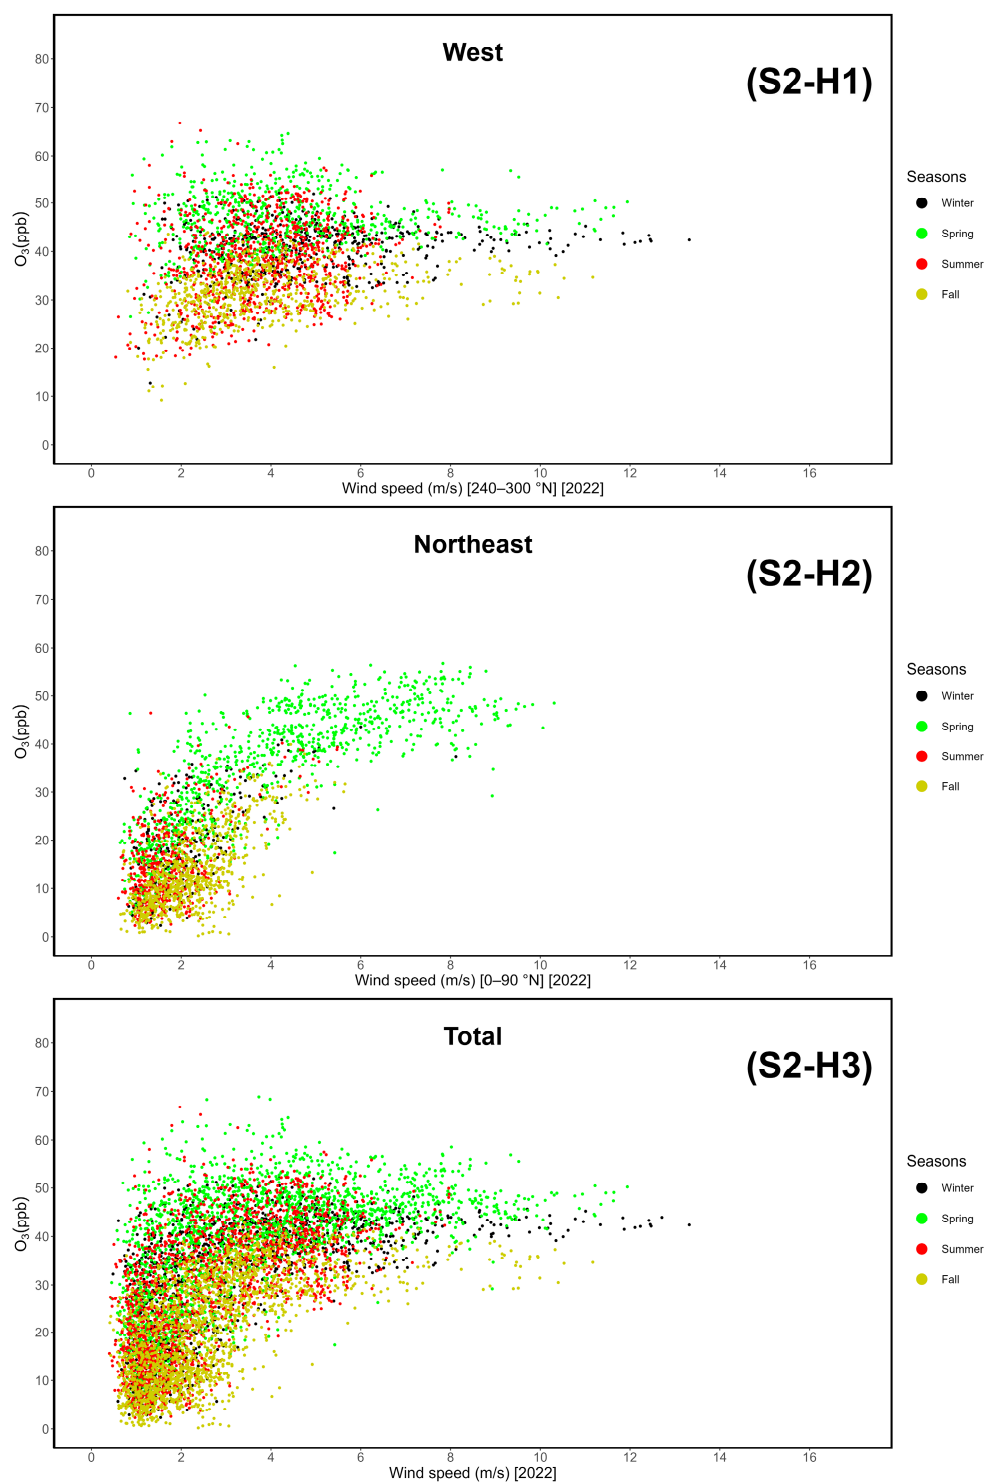 West
(S2-H1)
80
70
60
50
40
30
20
10
0
O3(ppb)
0 2 4 6 8 10 12 14 16
Wind speed (m/s) [240–300 °N] [2022]
Seasons
Winter
Spring
Summer
Fall
Northeast
(S2-H2)
80
70
60
50
40
30
20
10
0
O3(ppb)
0 2 4 6 8 10 12 14 16
Wind speed (m/s) [0–90 °N] [2022]
Seasons
Winter
Spring
Summer
Fall
Total
(S2-H3)
80
70
60
50
40
30
20
10
0
O3(ppb)
0 2 4 6 8 10 12 14 16
Wind speed (m/s) [2022]
Seasons
Winter
Spring
Summer
Fall